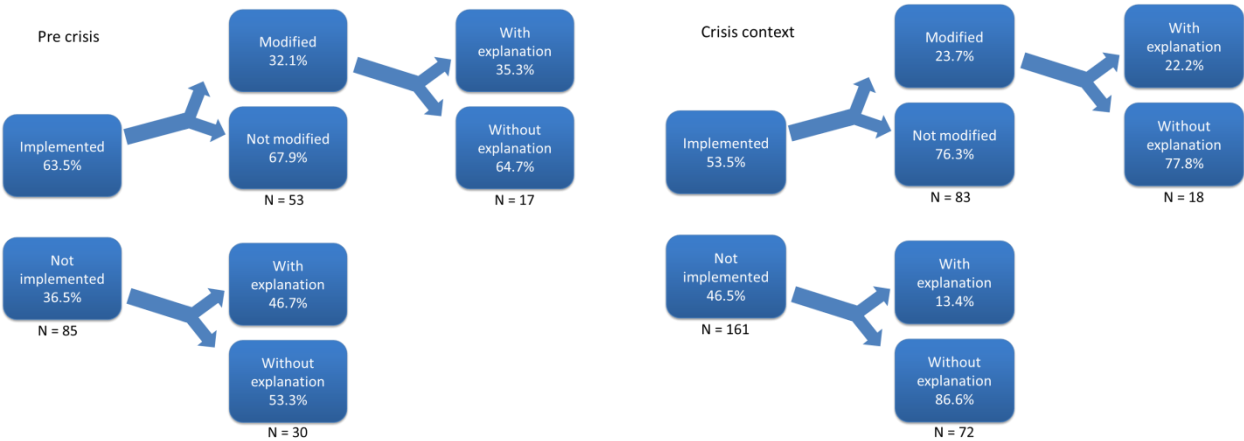 Pre crisis
Implemented
63.5%
Modified
32.1%
Not modified
67.9%
N = 53
With
explanation
35.3%
Without
explanation
64.7%
N = 17
Not
implemented
36.5%
N = 85
With
explanation
46.7%
Without
explanation
53.3%
N = 30
Crisis context
Implemented
53.5%
Modified
23.7%
Not modified
76.3%
N = 83
With
explanation
22.2%
Without
explanation
77.8%
N = 18
Not
implemented
46.5%
N = 161
With
explanation
13.4%
Without
explanation
86.6%
N = 72